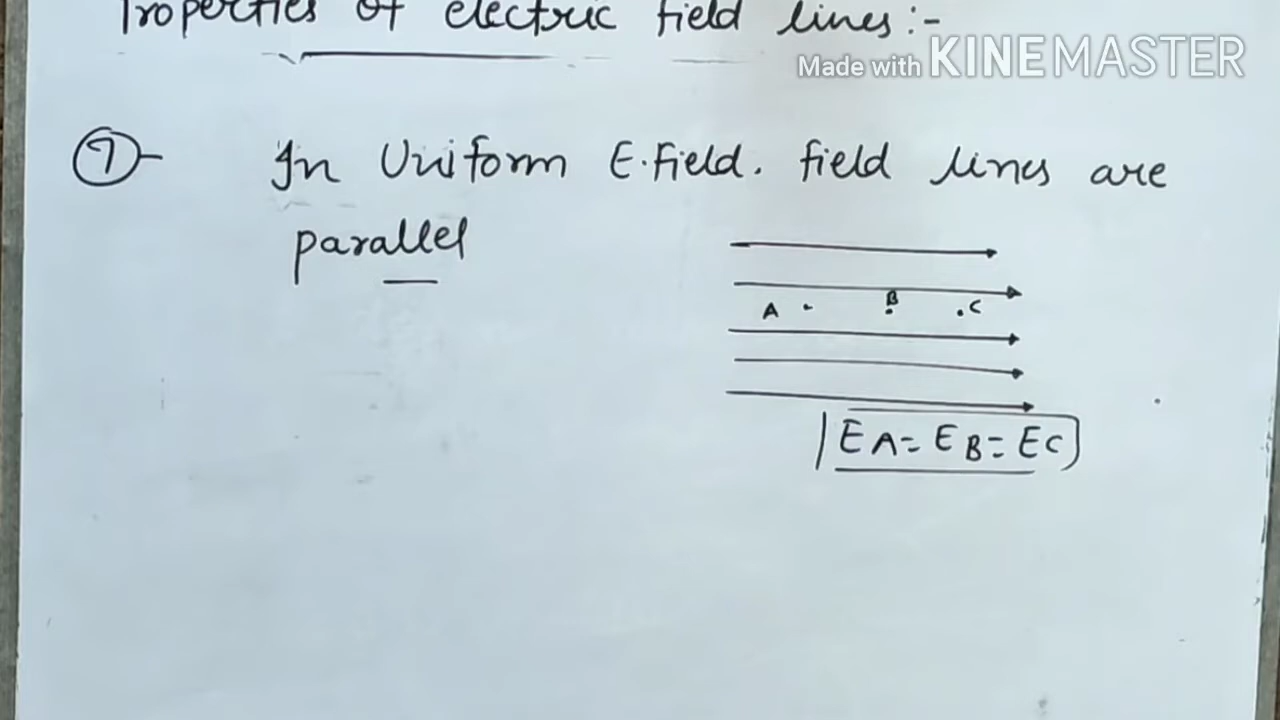 Properties of electric field lines :-
Made with KINEMASTER
7- In Uniform E.Field. field lines are
parallel
A B C
EA = EB = EC